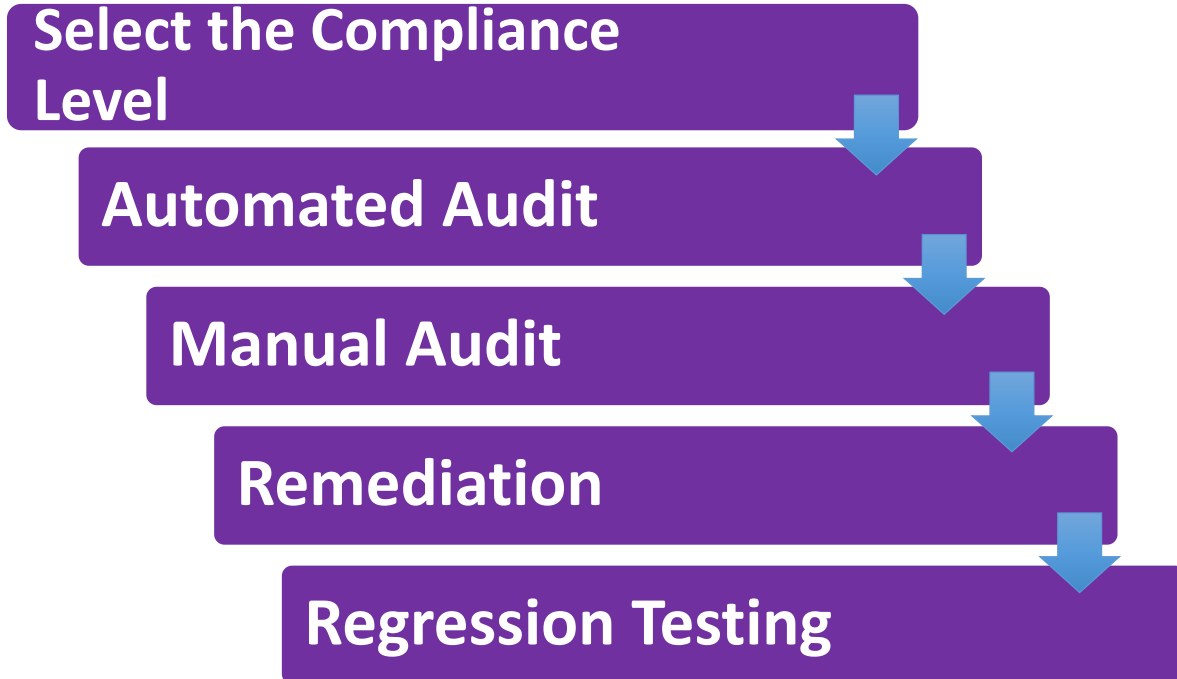 Select the Compliance
Level
Automated Audit
Manual Audit
Remediation
Regression Testing